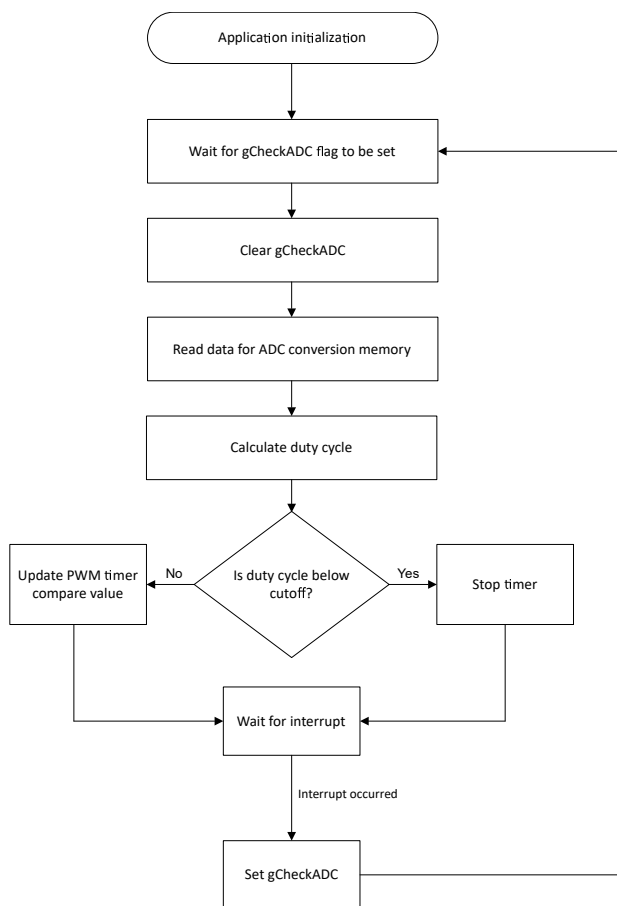 Application initialization
Wait for gCheckADC flag to be set
Clear gCheckADC
Read data for ADC conversion memory
Calculate duty cycle
Is duty cycle below
cutoff?
No
Yes
Update PWM timer
compare value
Stop timer
Wait for interrupt
Interrupt occurred
Set gCheckADC